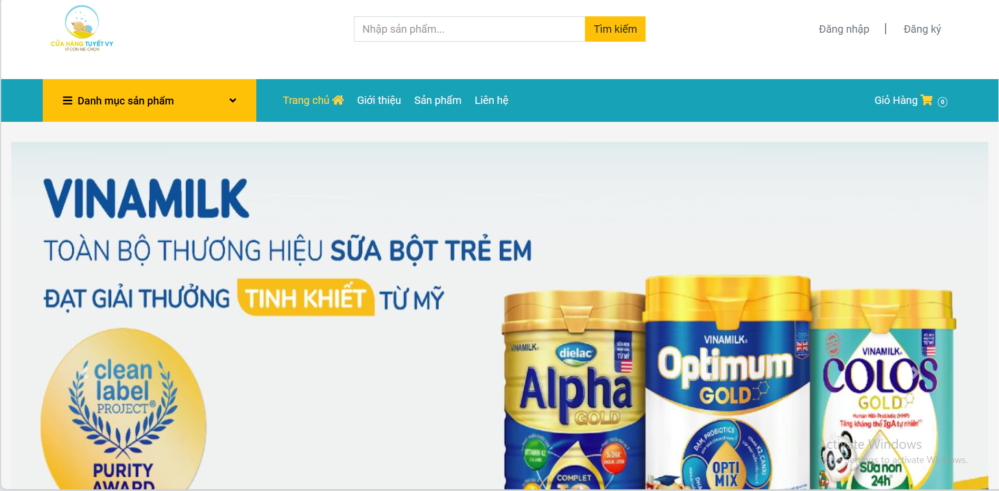 CỬA HÀNG TUYẾT VY
VÌ CON MẸ CHỌN
Nhập sản phẩm...
Tìm kiếm
Đăng nhập
Đăng ký
Danh mục sản phẩm
Trang chủ
Giới thiệu
Sản phẩm
Liên hệ
Giỏ Hàng
0
VINAMILK
TOÀN BỘ THƯƠNG HIỆU SỮA BỘT TRẺ EM
ĐẠT GIẢI THƯỞNG TINH KHIẾT TỪ MỸ
clean
label
PROJECT®
PURITY
AWARD
VINAMILK
dielac
Alpha
GOLD
VITAMIN K2
COMPLET
VINAMILK
Optimum
GOLD
ĐẠM, PROBIOTICS
OPTI
MIX
DHA
VINAMILK
COLOS
GOLD
Human Milk Probiotic (HMP)
Tăng kháng thể IgA tự nhiên
Sữa non
24h
Activate Windows
Go to Settings to activate Windows.